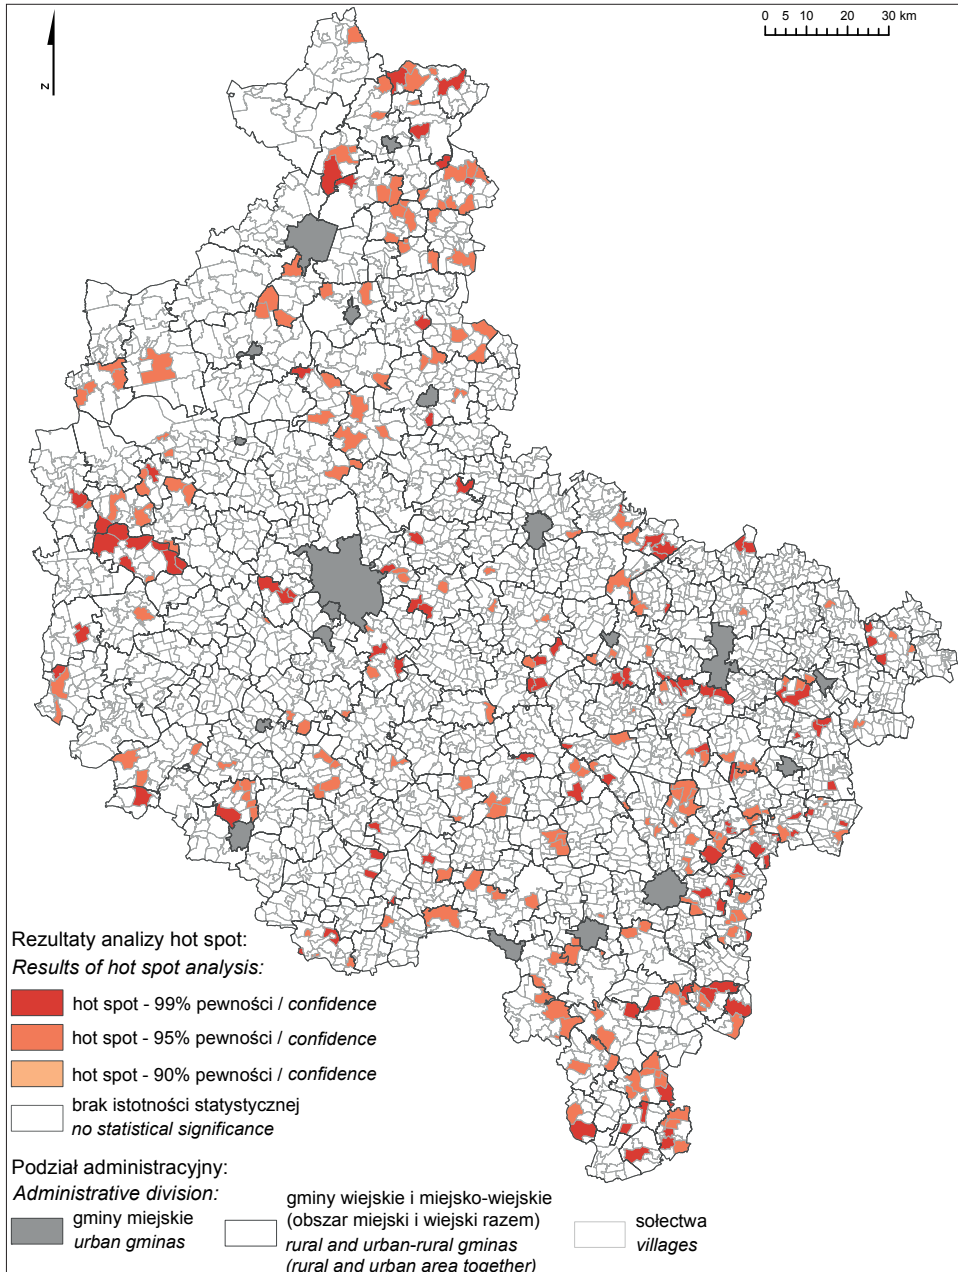 0 5 10 20 30 km
N
Rezultaty analizy hot spot:
Results of hot spot analysis:
hot spot - 99% pewności / confidence
hot spot - 95% pewności / confidence
hot spot - 90% pewności / confidence
brak istotności statystycznej
no statistical significance
Podział administracyjny:
Administrative division:
gminy miejskie
urban gminas
gminy wiejskie i miejsko-wiejskie
(obszar miejski i wiejski razem)
rural and urban-rural gminas
(rural and urban area together)
sołectwa
villages